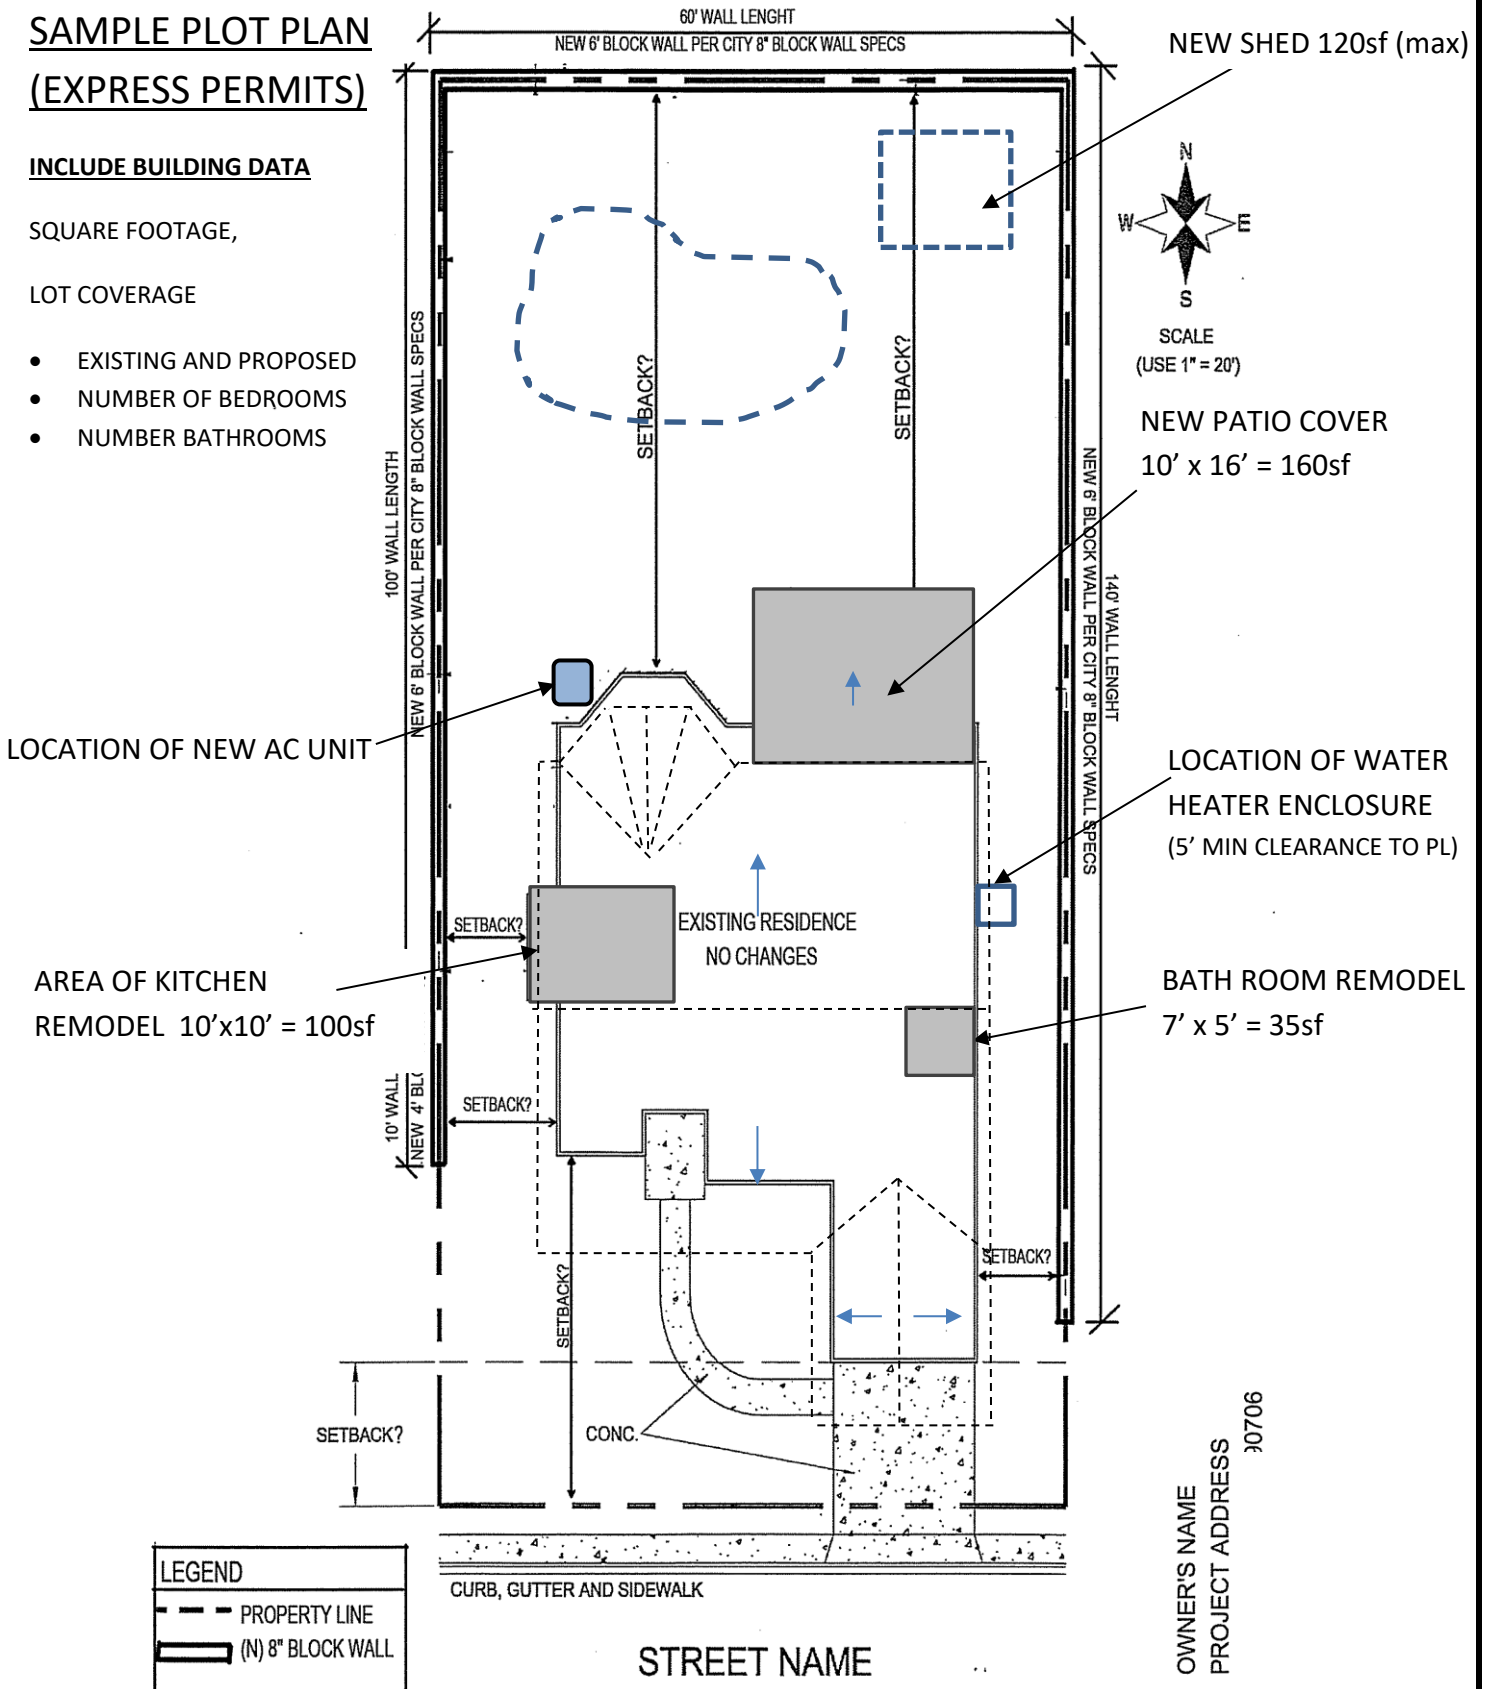 SAMPLE PLOT PLAN
(EXPRESS PERMITS)
INCLUDE BUILDING DATA
SQUARE FOOTAGE,
LOT COVERAGE
• EXISTING AND PROPOSED
• NUMBER OF BEDROOMS
• NUMBER BATHROOMS
60' WALL LENGHT
NEW 6' BLOCK WALL PER CITY 8" BLOCK WALL SPECS
NEW SHED 120sf (max)
N
W
E
S
SCALE
(USE 1" = 20')
NEW PATIO COVER
10’ x 16’ = 160sf
100' WALL LENGTH
NEW 6' BLOCK WALL PER CITY 8" BLOCK WALL SPECS
SETBACK?
SETBACK?
140' WALL LENGHT
NEW 6' BLOCK WALL PER CITY 8" BLOCK WALL SPECS
LOCATION OF NEW AC UNIT
LOCATION OF WATER
HEATER ENCLOSURE
(5’ MIN CLEARANCE TO PL)
SETBACK?
EXISTING RESIDENCE
NO CHANGES
AREA OF KITCHEN
REMODEL 10’x10’ = 100sf
BATH ROOM REMODEL
7’ x 5’ = 35sf
10' WALL
NEW 4' BL
SETBACK?
SETBACK?
SETBACK?
SETBACK?
CONC.
CURB, GUTTER AND SIDEWALK
LEGEND
PROPERTY LINE
(N) 8" BLOCK WALL
STREET NAME
OWNER'S NAME
PROJECT ADDRESS
90706